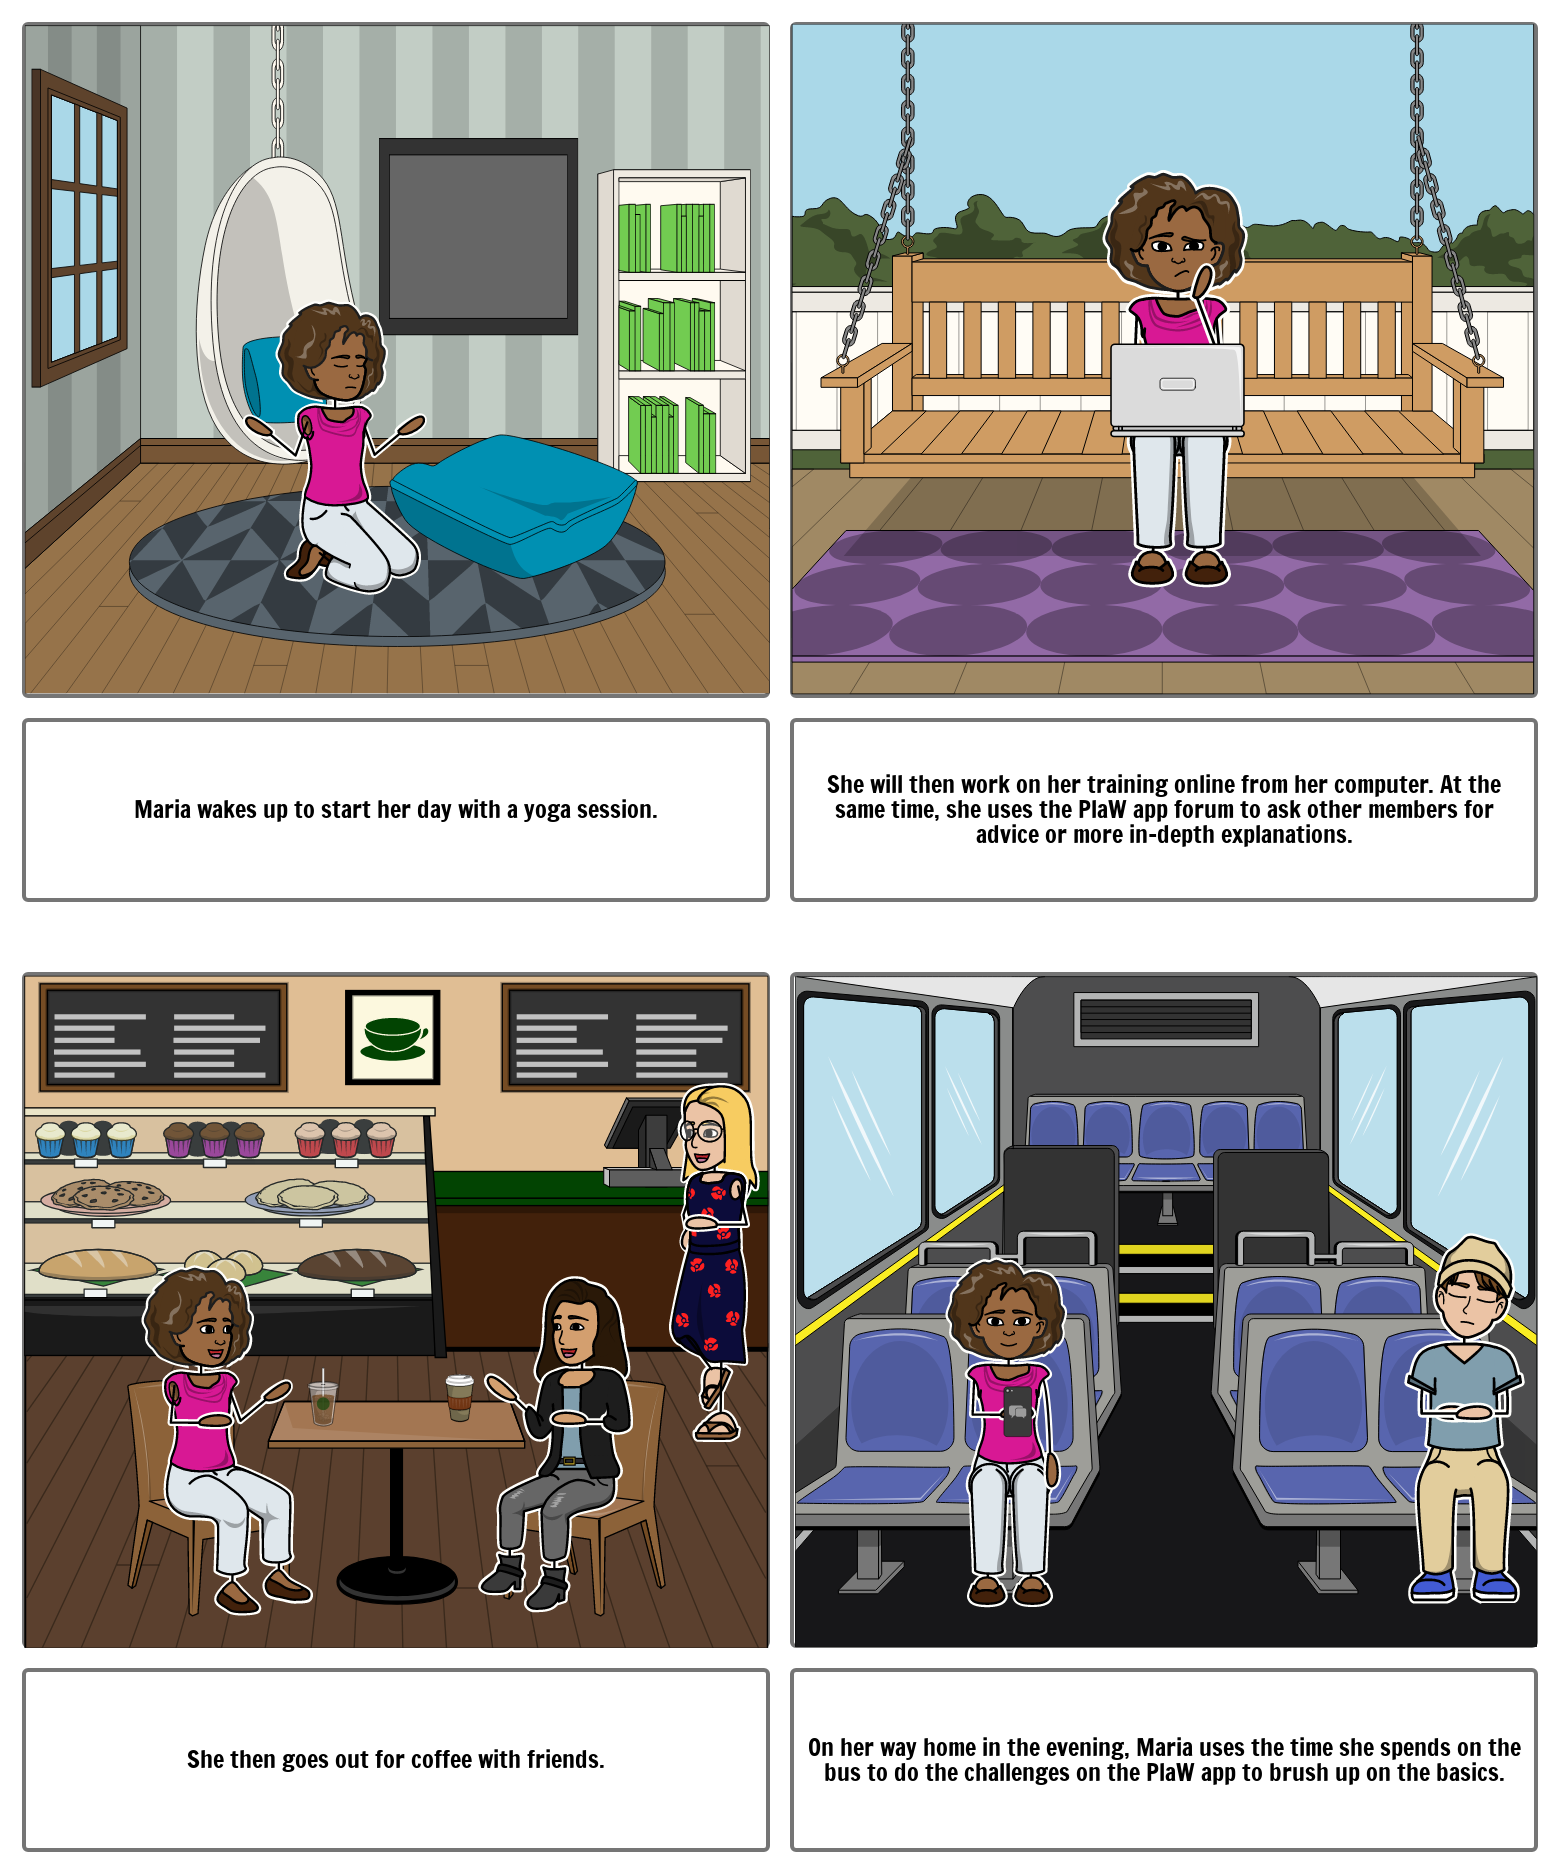 Maria wakes up to start her day with a yoga session.
She will then work on her training online from her computer. At the
same time, she uses the PlaW app forum to ask other members for
advice or more in-depth explanations.
She then goes out for coffee with friends.
On her way home in the evening, Maria uses the time she spends on the
bus to do the challenges on the PlaW app to brush up on the basics.